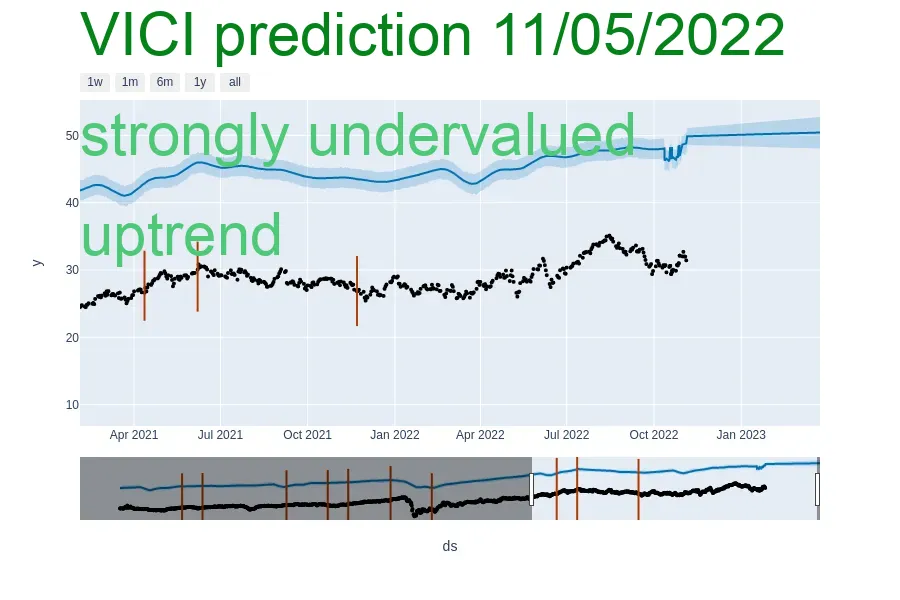 VICI prediction 11/05/2022
1w 1m 6m 1y all
strongly undervalued
uptrend
50
40
30
20
10
y
Apr 2021 Jul 2021 Oct 2021 Jan 2022 Apr 2022 Jul 2022 Oct 2022 Jan 2023
ds